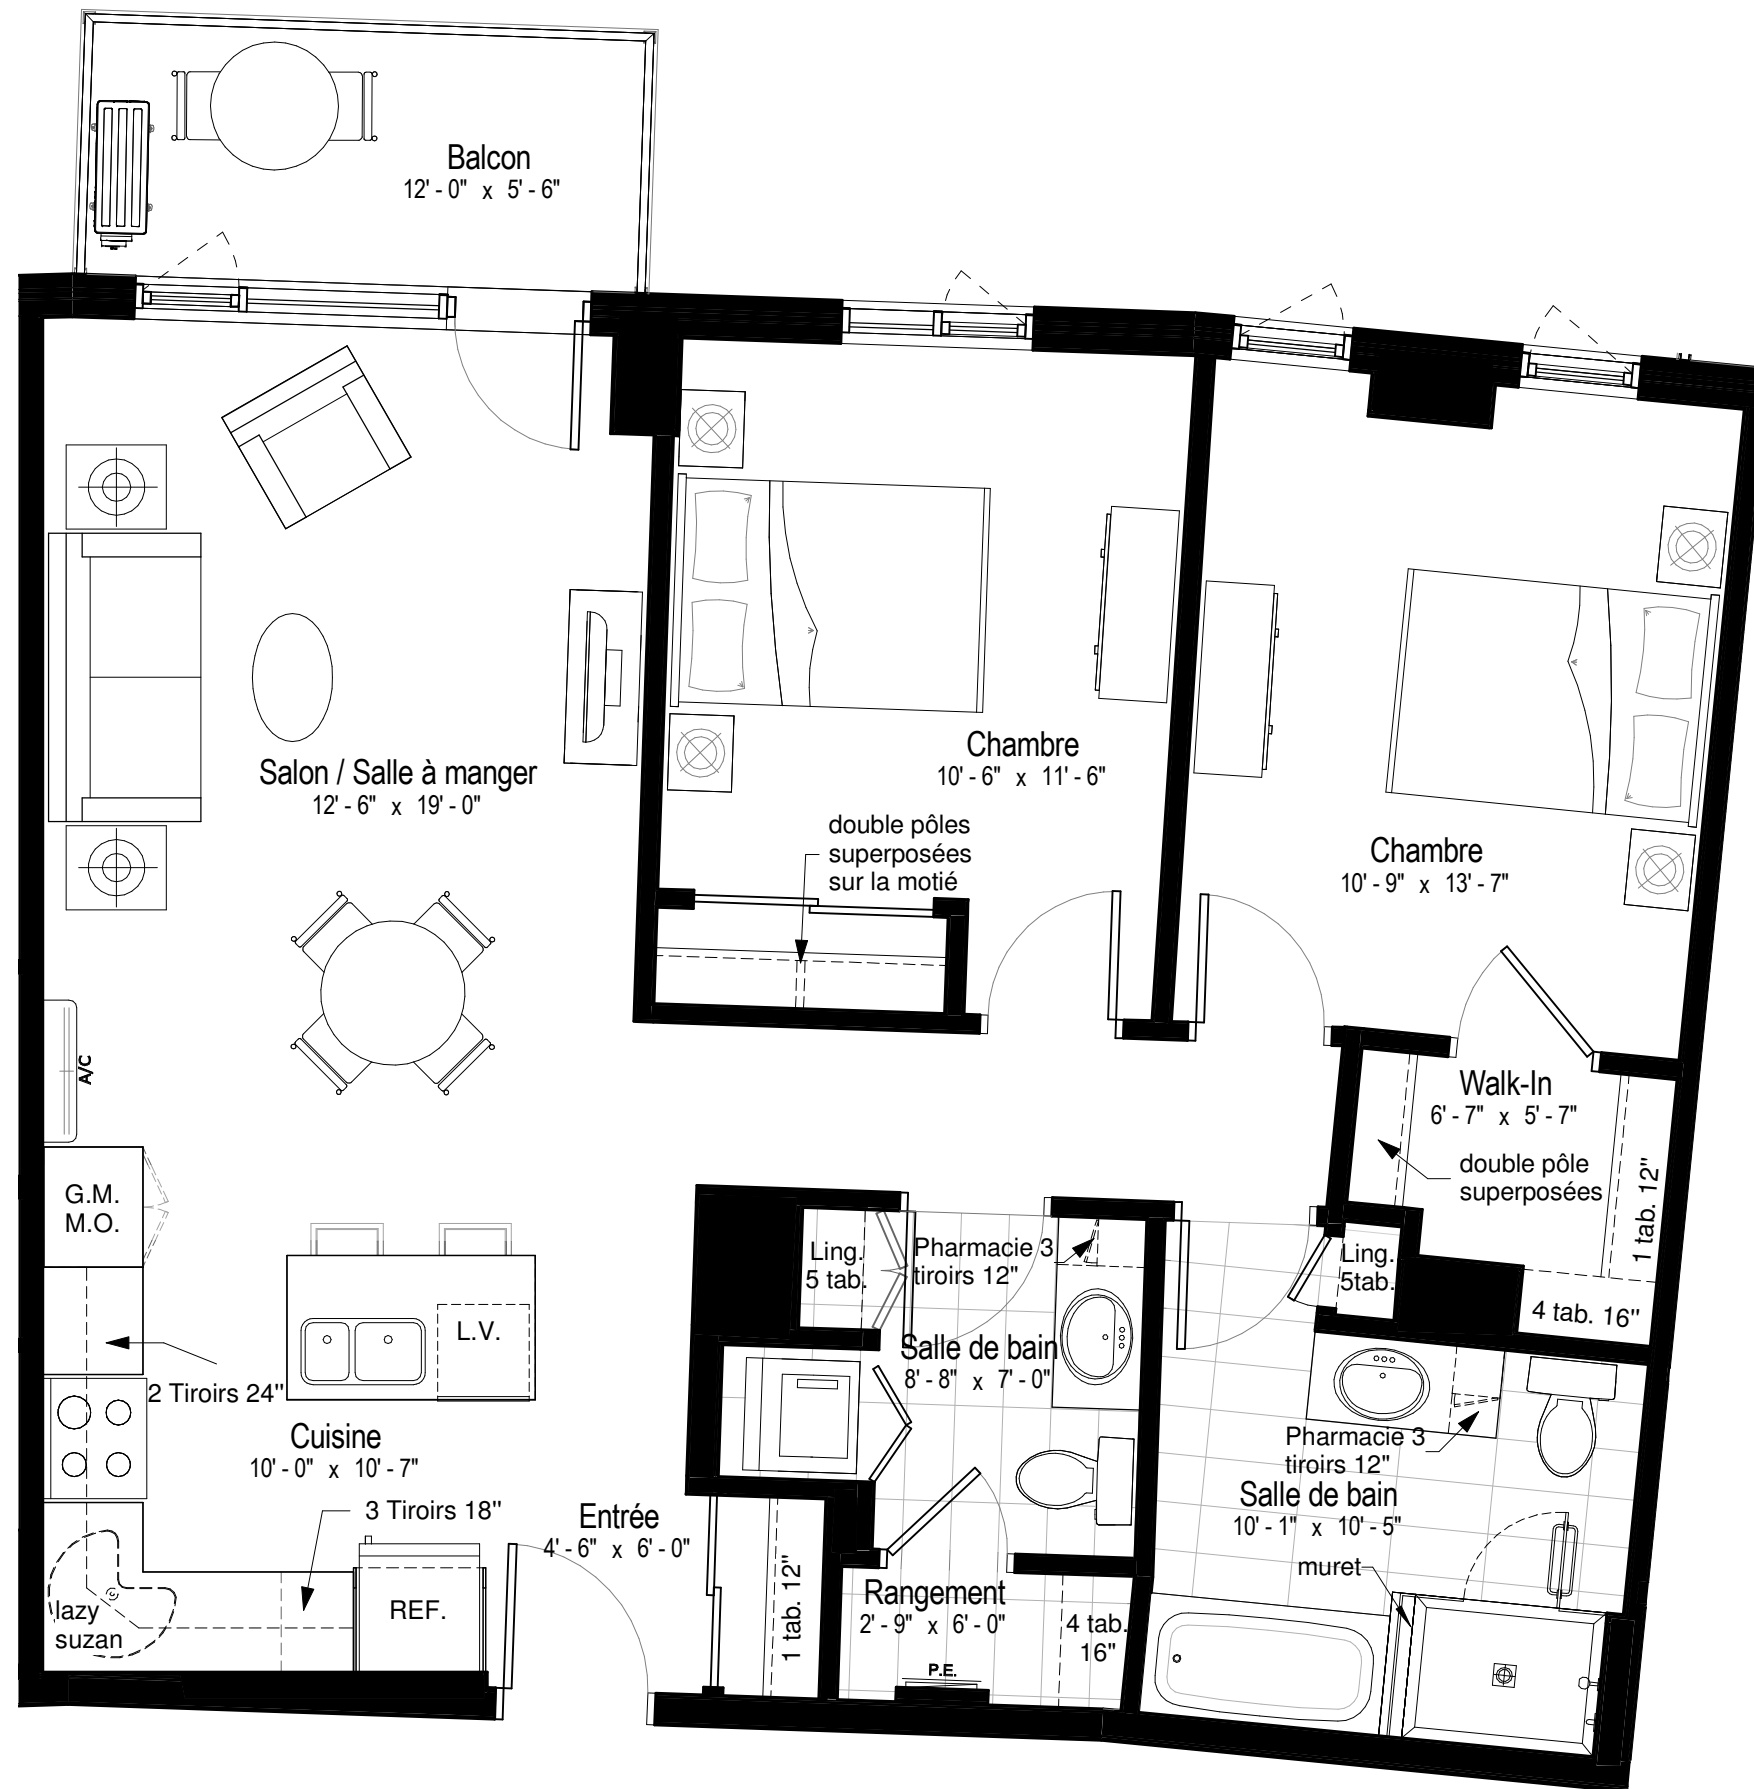 Balcon
12' - 0" x 5' - 6"
Salon / Salle à manger
12' - 6" x 19' - 0"
Chambre
10' - 6" x 11' - 6"
double pôles
superposées
sur la motié
Chambre
10' - 9" x 13' - 7"
A/C
Walk-In
6' - 7" x 5' - 7"
double pôle
superposées
1 tab. 12"
4 tab. 16"
G.M.
M.O.
L.V.
2 Tiroirs 24"
Cuisine
10' - 0" x 10' - 7"
3 Tiroirs 18"
lazy
suzan
REF.
Entrée
4' - 6" x 6' - 0"
1 tab. 12"
Ling.
5 tab.
Pharmacie 3
tiroirs 12"
Salle de bain
8' - 8" x 7' - 0"
Ling.
5tab.
Pharmacie 3
tiroirs 12"
Salle de bain
10' - 1" x 10' - 5"
muret
Rangement
2' - 9" x 6' - 0"
4 tab.
16"
P.E.